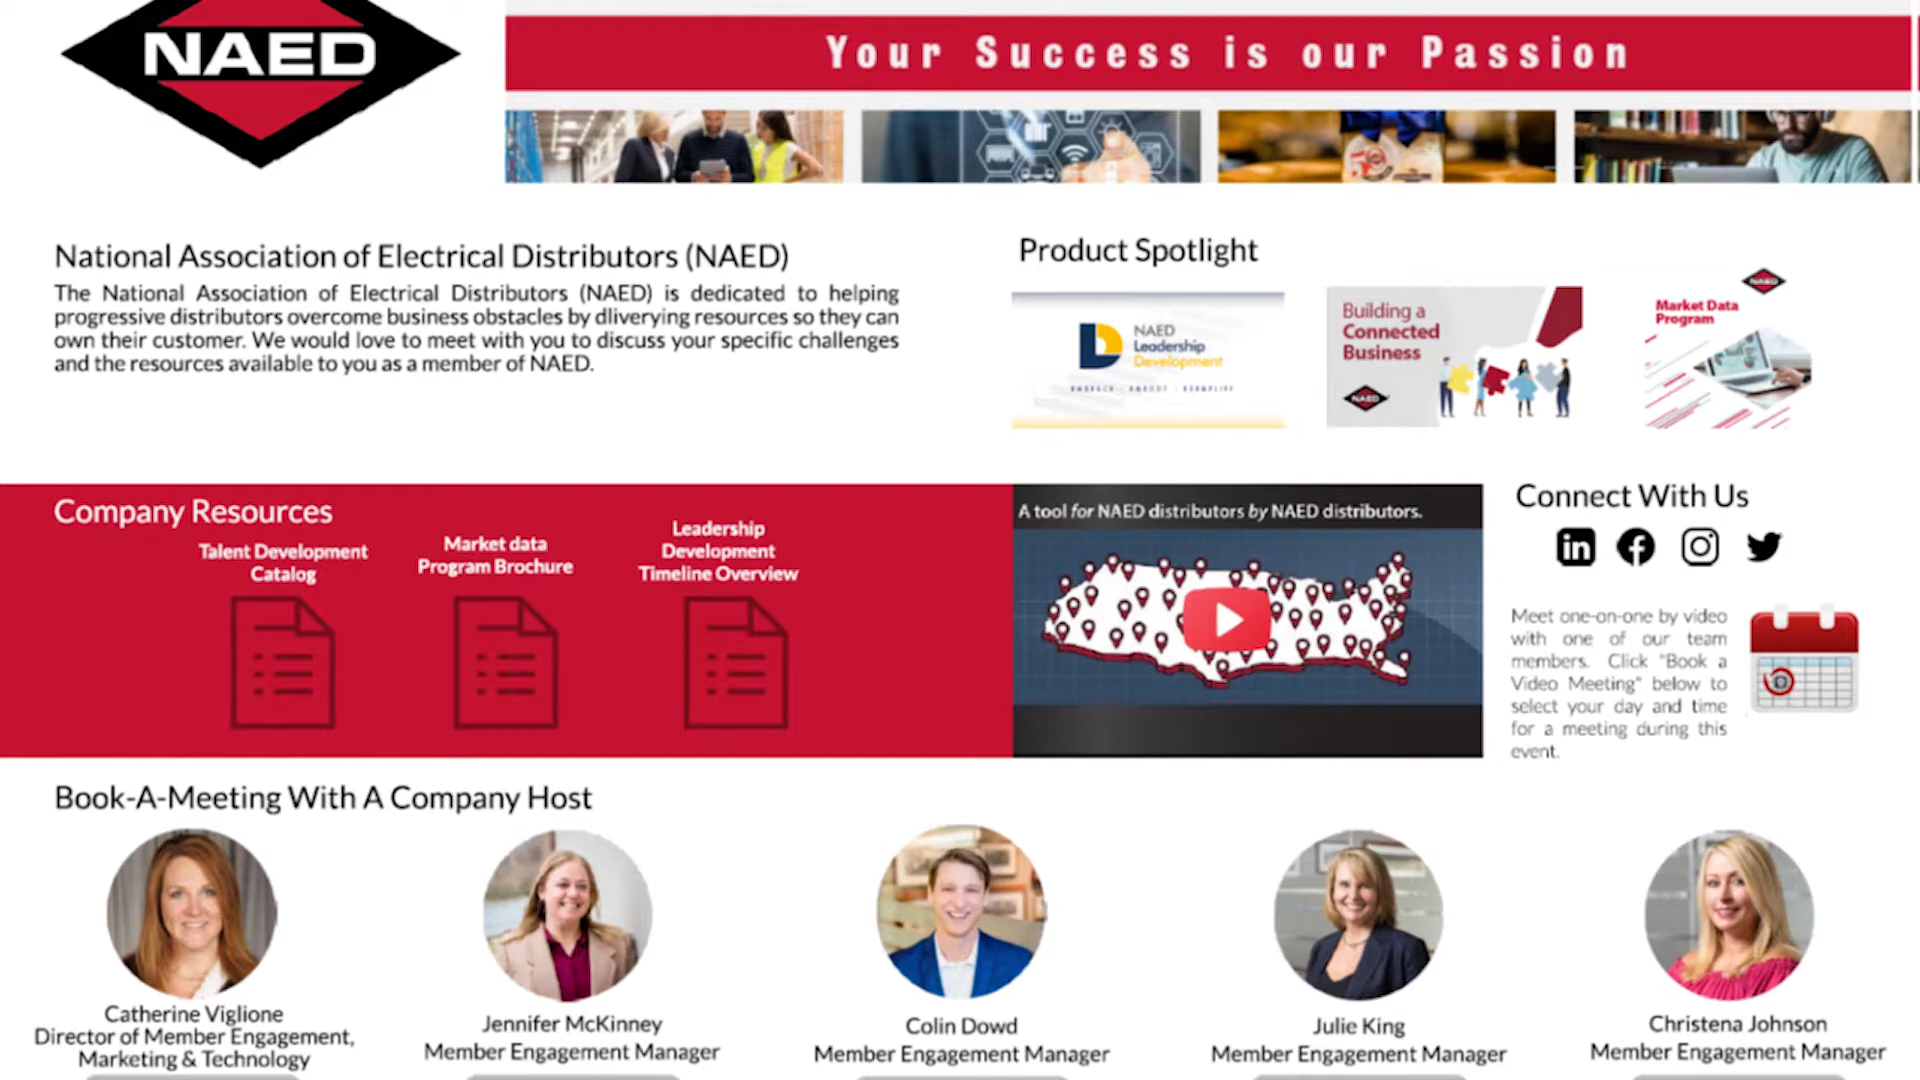 NAED
Your Success is our Passion
National Association of Electrical Distributors (NAED)
The National Association of Electrical Distributors (NAED) is dedicated to helping
progressive distributors overcome business obstacles by dliverying resources so they can
own their customer. We would love to meet with you to discuss your specific challenges
and the resources available to you as a member of NAED.
Product Spotlight
NAED
Leadership
Development
Building a
Connected
Business
NAED
NAED
Market Data
Program
Company Resources
Talent Development
Catalog
Market data
Program Brochure
Leadership
Development
Timeline Overview
A tool for NAED distributors by NAED distributors.
Connect With Us
in
Meet one-on-one by video
with one of our team
members. Click "Book a
Video Meeting" below to
select your day and time
for a meeting during this
event.
Book-A-Meeting With A Company Host
Catherine Viglione
Director of Member Engagement,
Marketing & Technology
Jennifer McKinney
Member Engagement Manager
Colin Dowd
Member Engagement Manager
Julie King
Member Engagement Manager
Christena Johnson
Member Engagement Manager